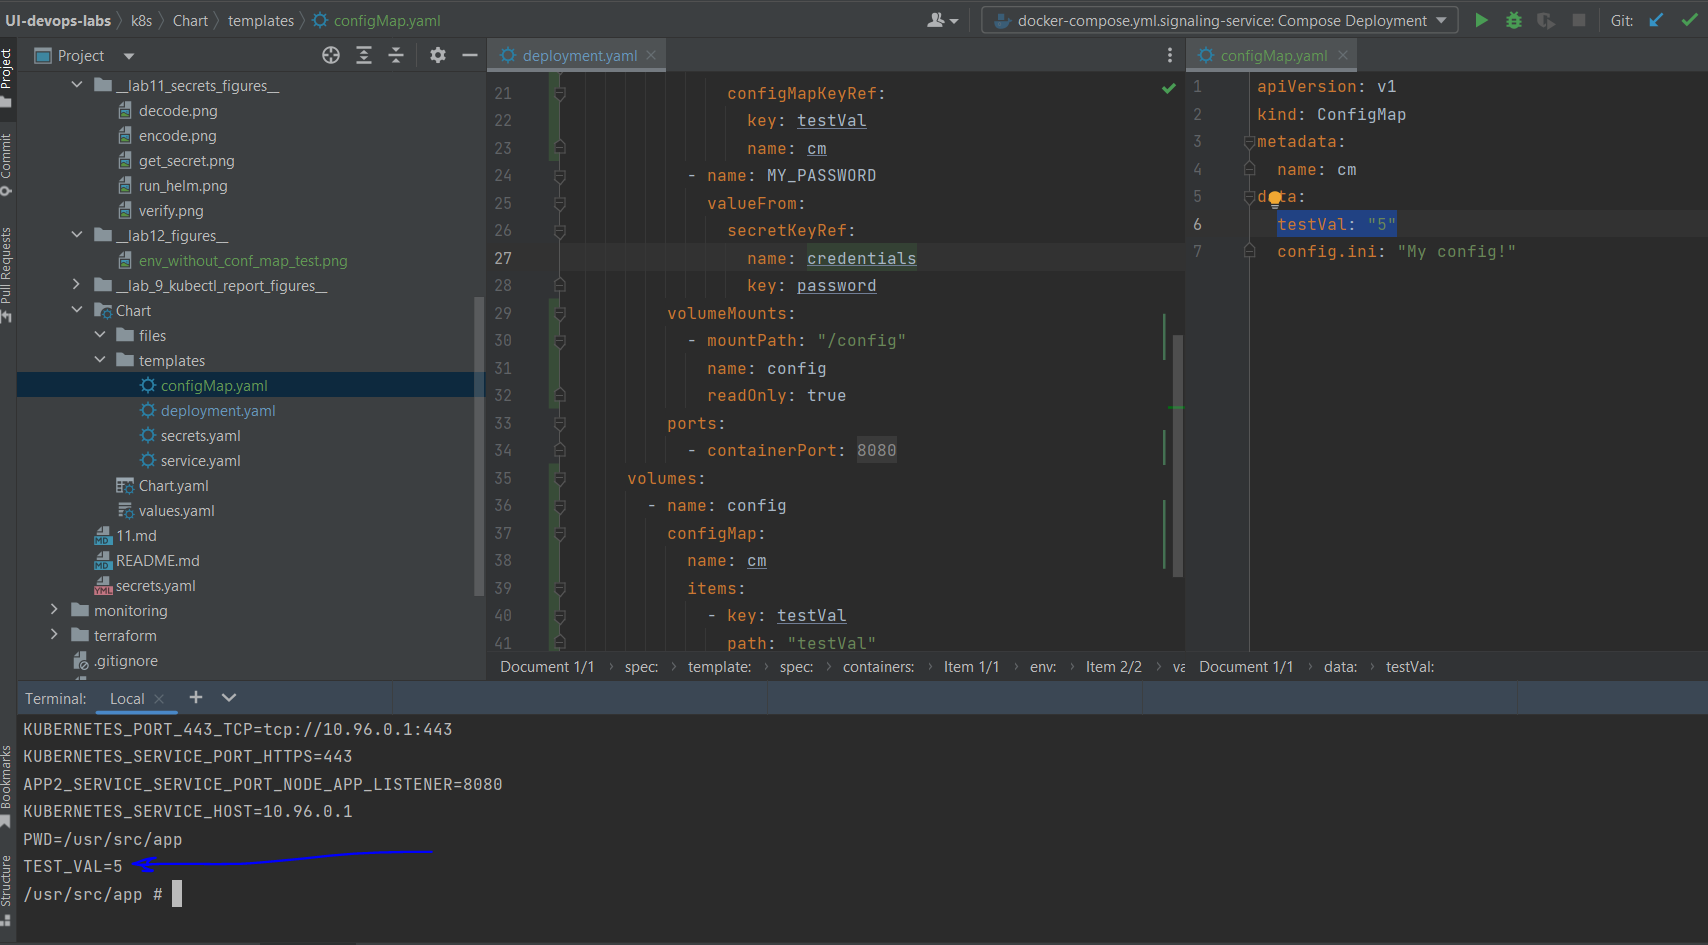 UI-devops-labs k8s Chart templates configMap.yaml
docker-compose.yml.signaling-service: Compose Deployment
Git:
Project
Commit
Pull Requests
Bookmarks
Structure
Project
__lab11_secrets_figures__
decode.png
encode.png
get_secret.png
run_helm.png
verify.png
__lab12_figures__
env_without_conf_map_test.png
__lab_9_kubectl_report_figures__
Chart
files
templates
configMap.yaml
deployment.yaml
secrets.yaml
service.yaml
Chart.yaml
values.yaml
11.md
README.md
secrets.yaml
monitoring
terraform
.gitignore
deployment.yaml
21 configMapKeyRef:
22 key: testVal
23 name: cm
24 - name: MY_PASSWORD
25 valueFrom:
26 secretKeyRef:
27 name: credentials
28 key: password
29 volumeMounts:
30 - mountPath: "/config"
31 name: config
32 readOnly: true
33 ports:
34 - containerPort: 8080
35 volumes:
36 - name: config
37 configMap:
38 name: cm
39 items:
40 - key: testVal
41 path: "testVal"
Document 1/1 spec: template: spec: containers: Item 1/1 env: Item 2/2 va
configMap.yaml
1 apiVersion: v1
2 kind: ConfigMap
3 metadata:
4 name: cm
5 data:
6 testVal: "5"
7 config.ini: "My config!"
Document 1/1 data: testVal:
Terminal: Local
KUBERNETES_PORT_443_TCP=tcp://10.96.0.1:443
KUBERNETES_SERVICE_PORT_HTTPS=443
APP2_SERVICE_SERVICE_PORT_NODE_APP_LISTENER=8080
KUBERNETES_SERVICE_HOST=10.96.0.1
PWD=/usr/src/app
TEST_VAL=5
/usr/src/app #